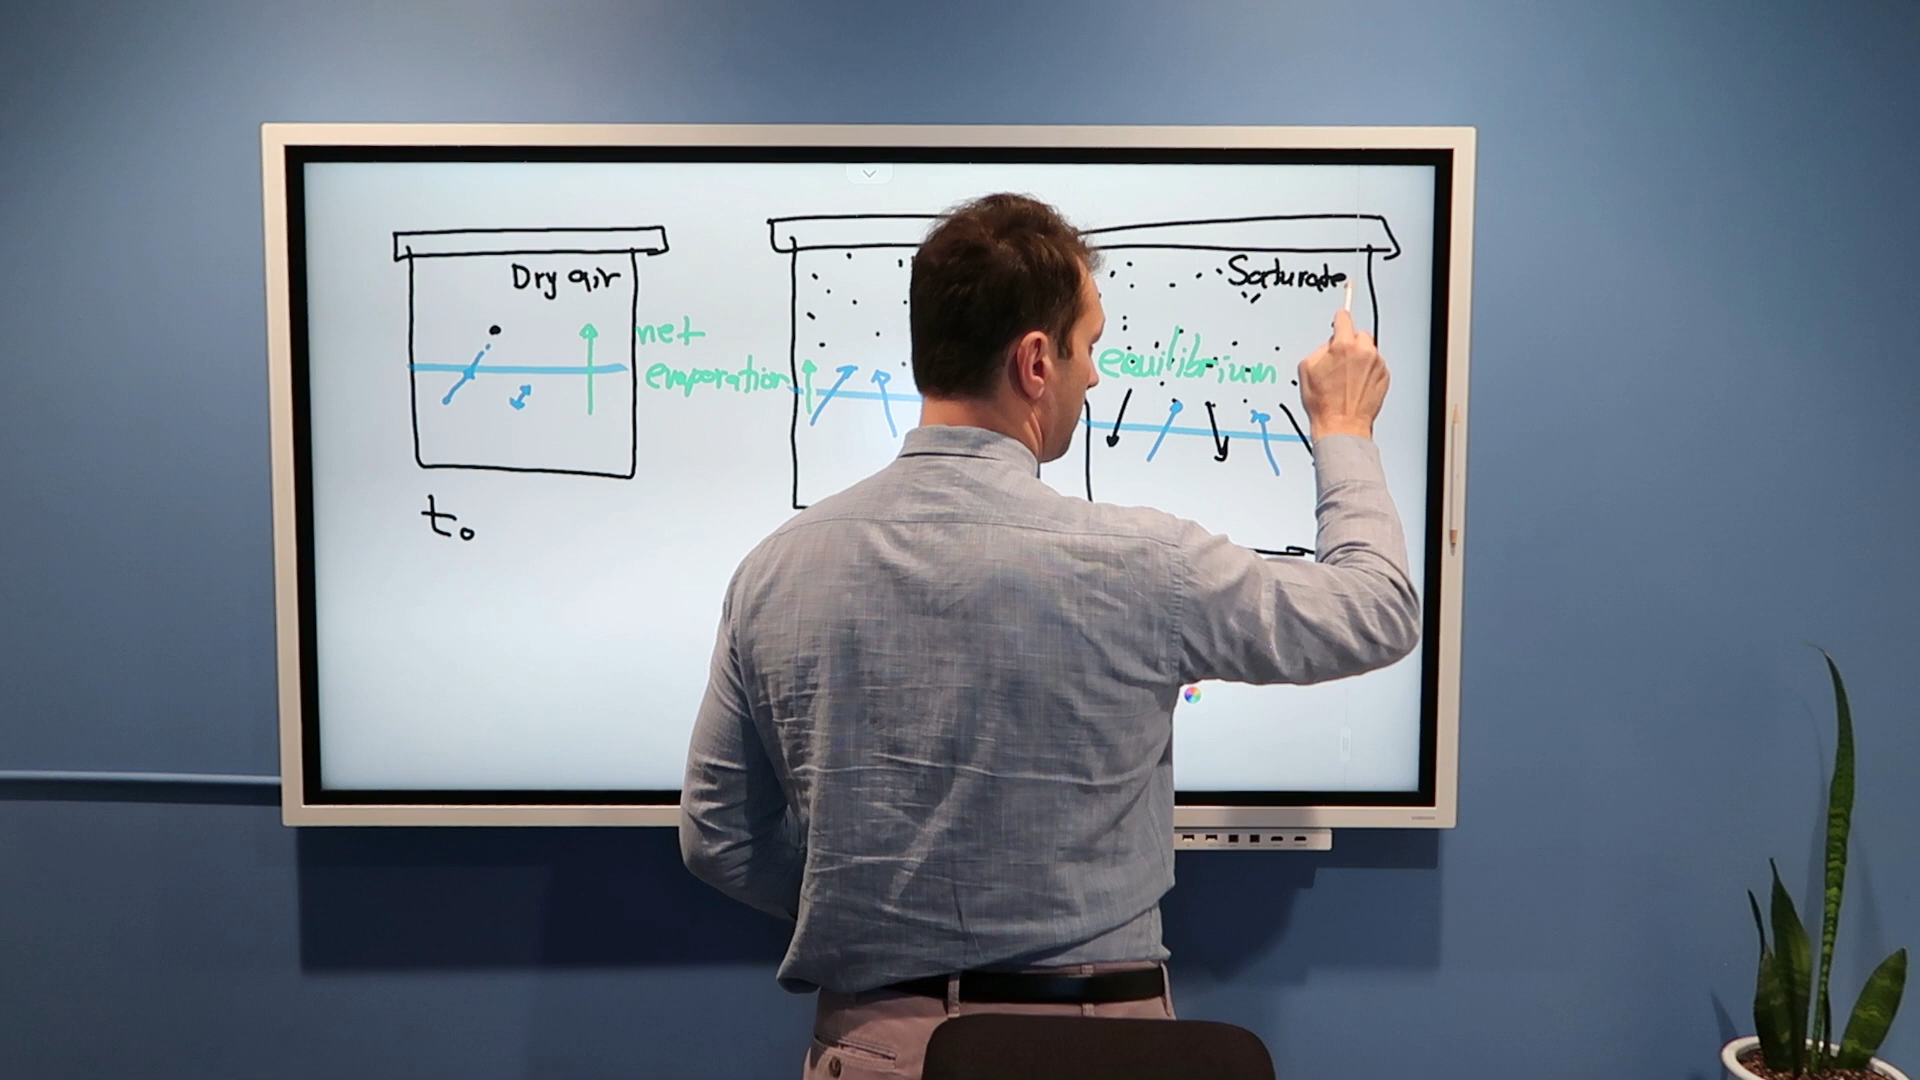 Dry air
net
evaporation
t₀
equilibrium
Saturate